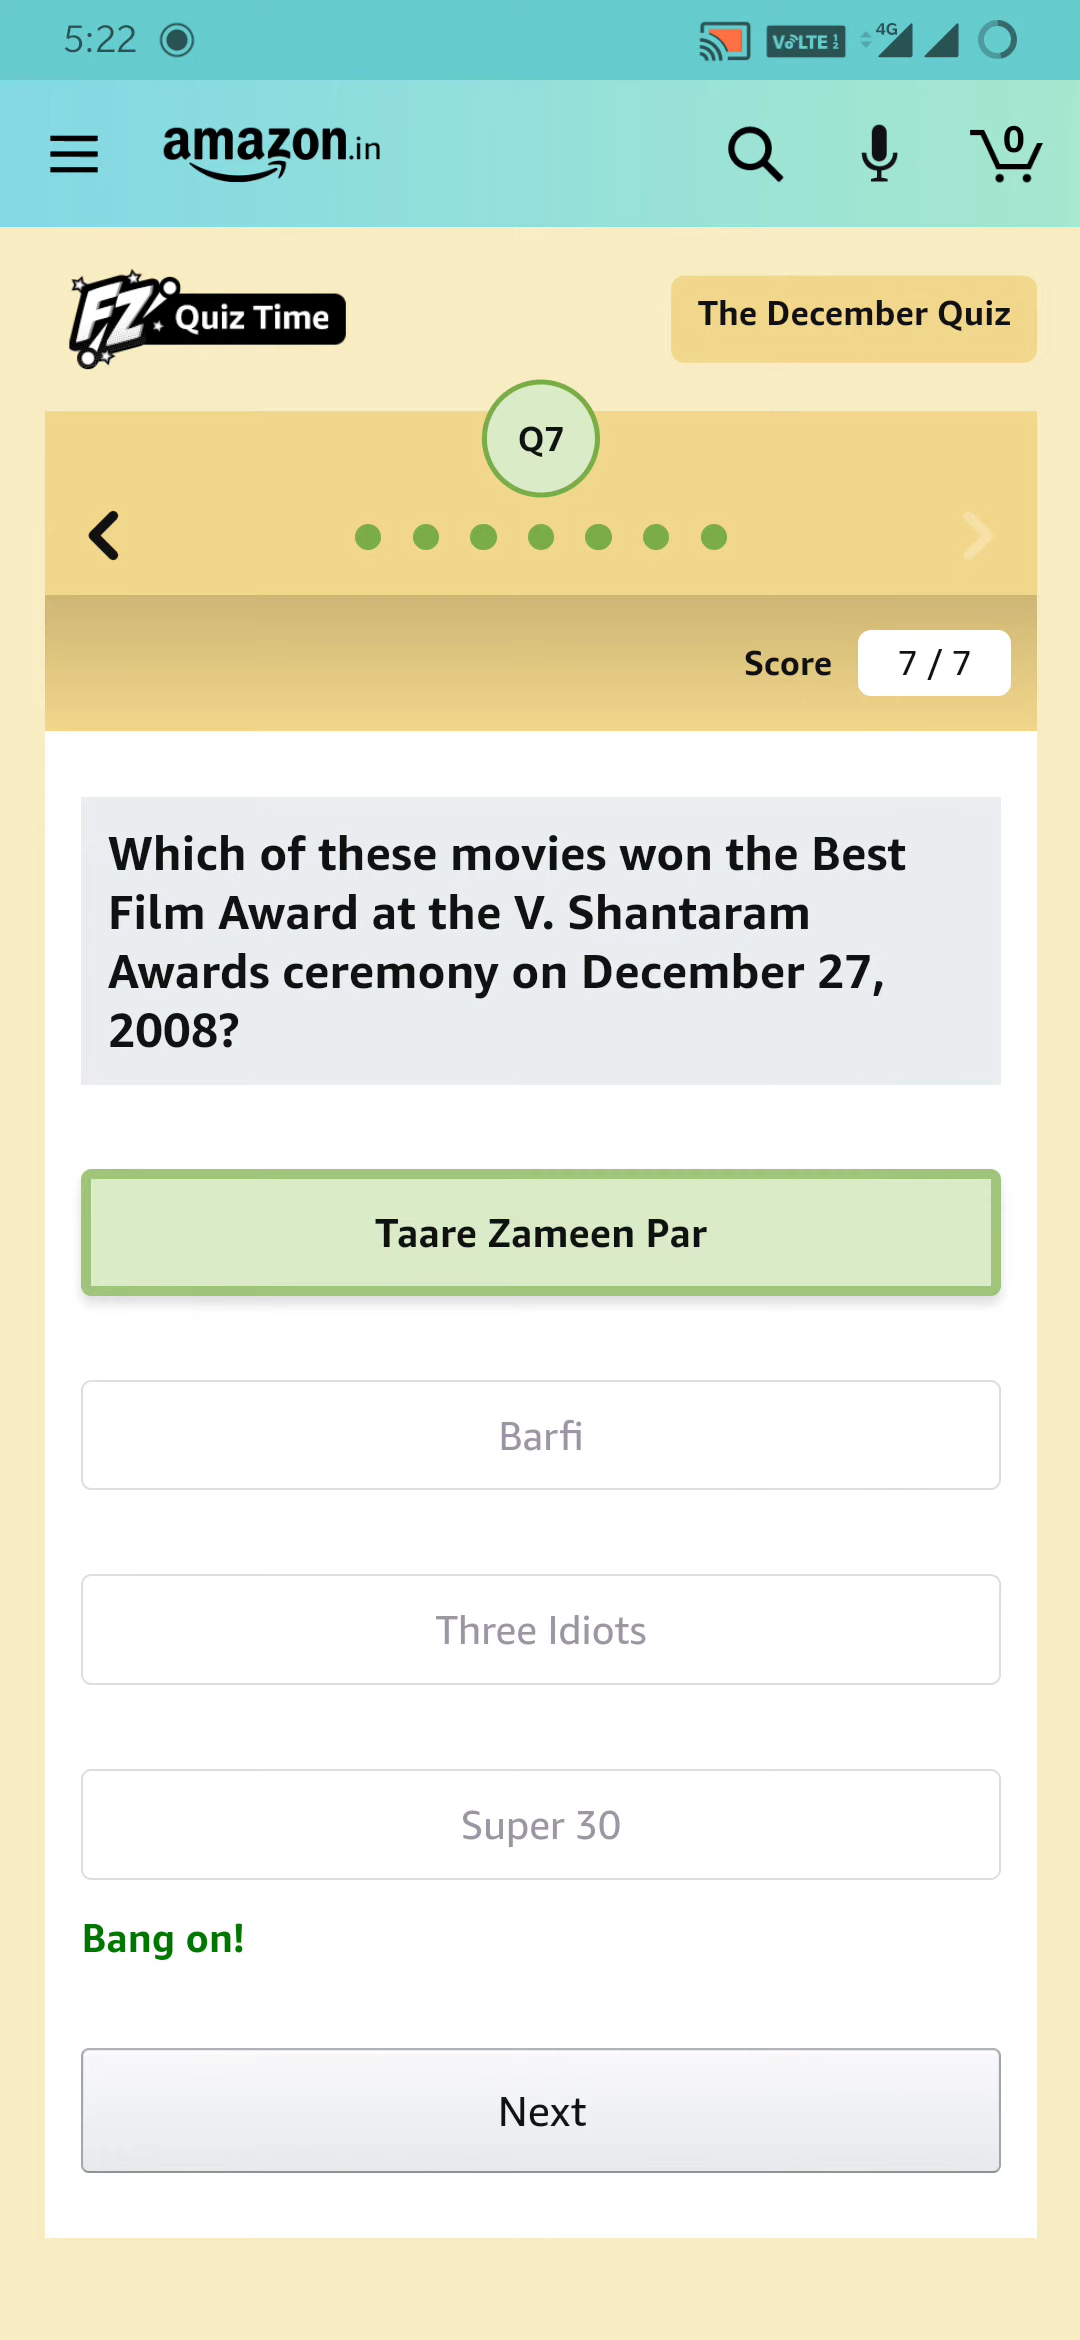 5:22
VoLTE 1 2 4G
amazon.in
0
FZ Quiz Time
The December Quiz
Q7
Score 7 / 7
Which of these movies won the Best
Film Award at the V. Shantaram
Awards ceremony on December 27,
2008?
Taare Zameen Par
Barfi
Three Idiots
Super 30
Bang on!
Next